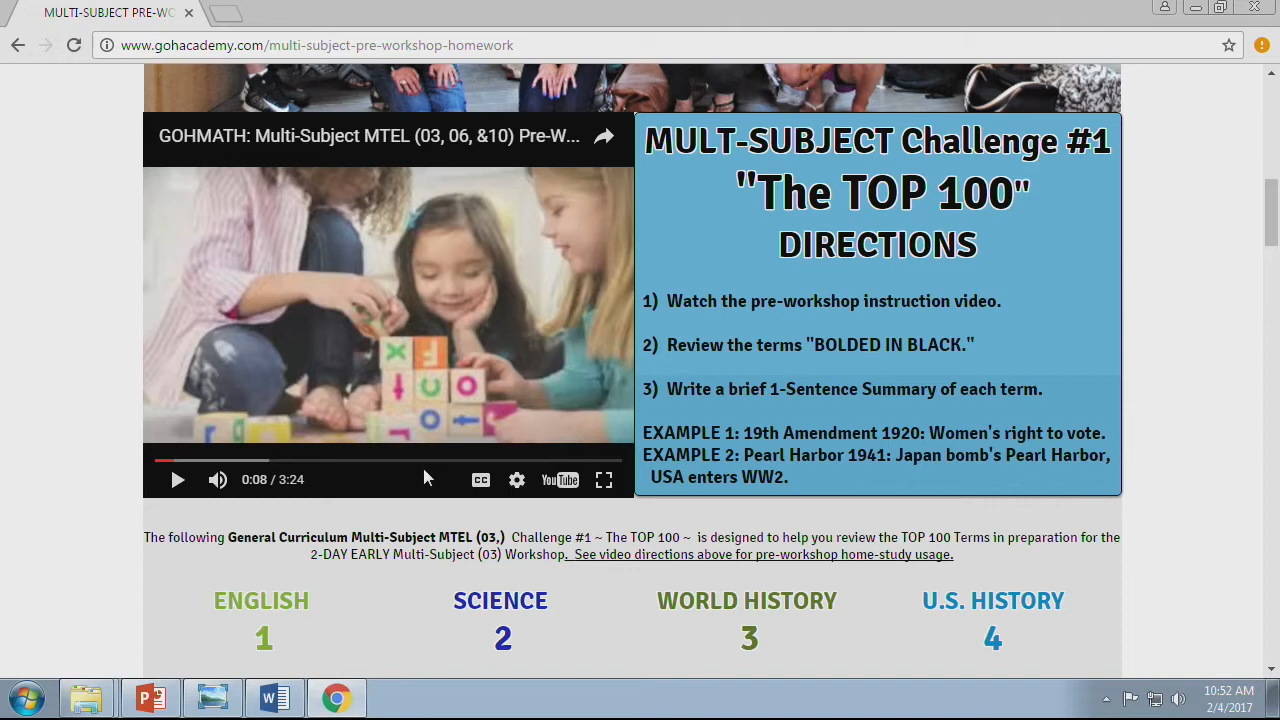 MULTI-SUBJECT PRE-WO
www.gohacademy.com/multi-subject-pre-workshop-homework
GOHMATH: Multi-Subject MTEL (03, 06, &10) Pre-W...
X
C O
0:08 / 3:24
CC
YouTube
MULT-SUBJECT Challenge #1
"The TOP 100"
DIRECTIONS
1) Watch the pre-workshop instruction video.
2) Review the terms "BOLDED IN BLACK."
3) Write a brief 1-Sentence Summary of each term.
EXAMPLE 1: 19th Amendment 1920: Women's right to vote.
EXAMPLE 2: Pearl Harbor 1941: Japan bomb's Pearl Harbor,
USA enters WW2.
The following General Curriculum Multi-Subject MTEL (03,) Challenge #1 ~ The TOP 100 ~ is designed to help you review the TOP 100 Terms in preparation for the
2-DAY EARLY Multi-Subject (03) Workshop. See video directions above for pre-workshop home-study usage.
ENGLISH SCIENCE WORLD HISTORY U.S. HISTORY
1 2 3 4
10:52 AM
2/4/2017